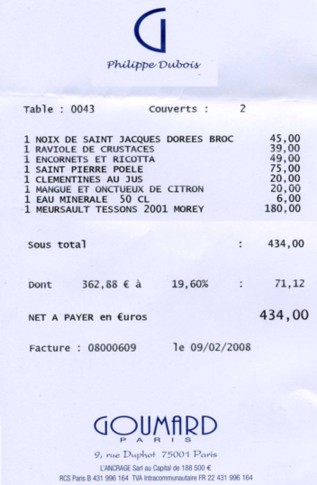 G
Philippe Dubois
Table : 0043 Couverts : 2
1 NOIX DE SAINT JACQUES DOREES BROC 45,00
1 RAVIOLE DE CRUSTACES 39,00
1 ENCORNETS ET RICOTTA 49,00
1 SAINT PIERRE POELE 75,00
1 CLEMENTINES AU JUS 20,00
1 MANGUE ET ONCTUEUX DE CITRON 20,00
1 EAU MINERALE 50 CL 6,00
1 MEURSAULT TESSONS 2001 MOREY 180,00
Sous total : 434,00
Dont 362,88 € à 19,60% : 71,12
NET A PAYER en €uros 434,00
Facture : 08000609 le 09/02/2008
GOUMARD
PARIS
9, rue Duphot 75001 Paris
L'ANCRAGE Sarl au Capital de 188 500 €
RCS Paris B 431 996 164 TVA Intracommunautaire FR 22 431 996 164